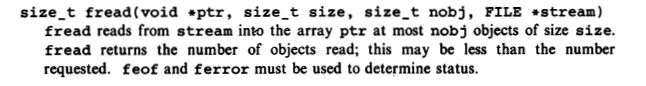 size_t fread(void *ptr, size_t size, size_t nobj, FILE *stream)
fread reads from stream into the array ptr at most nobj objects of size size.
fread returns the number of objects read; this may be less than the number
requested. feof and ferror must be used to determine status.